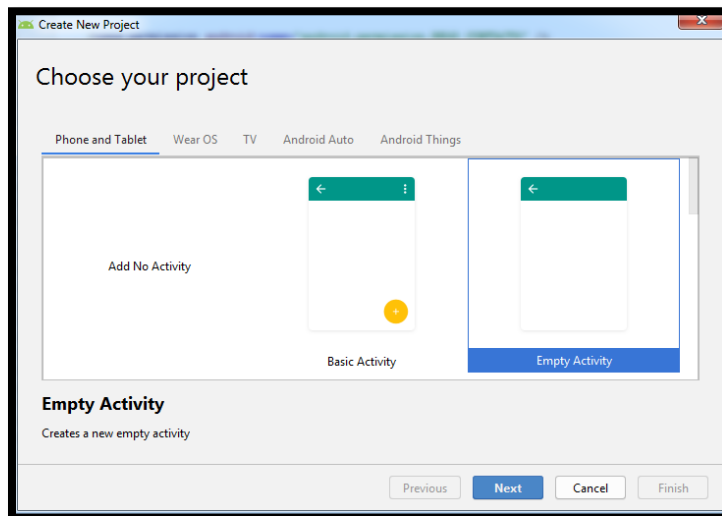 Create New Project
Choose your project
Phone and Tablet Wear OS TV Android Auto Android Things
Add No Activity
Basic Activity
Empty Activity
Empty Activity
Creates a new empty activity
Previous Next Cancel Finish